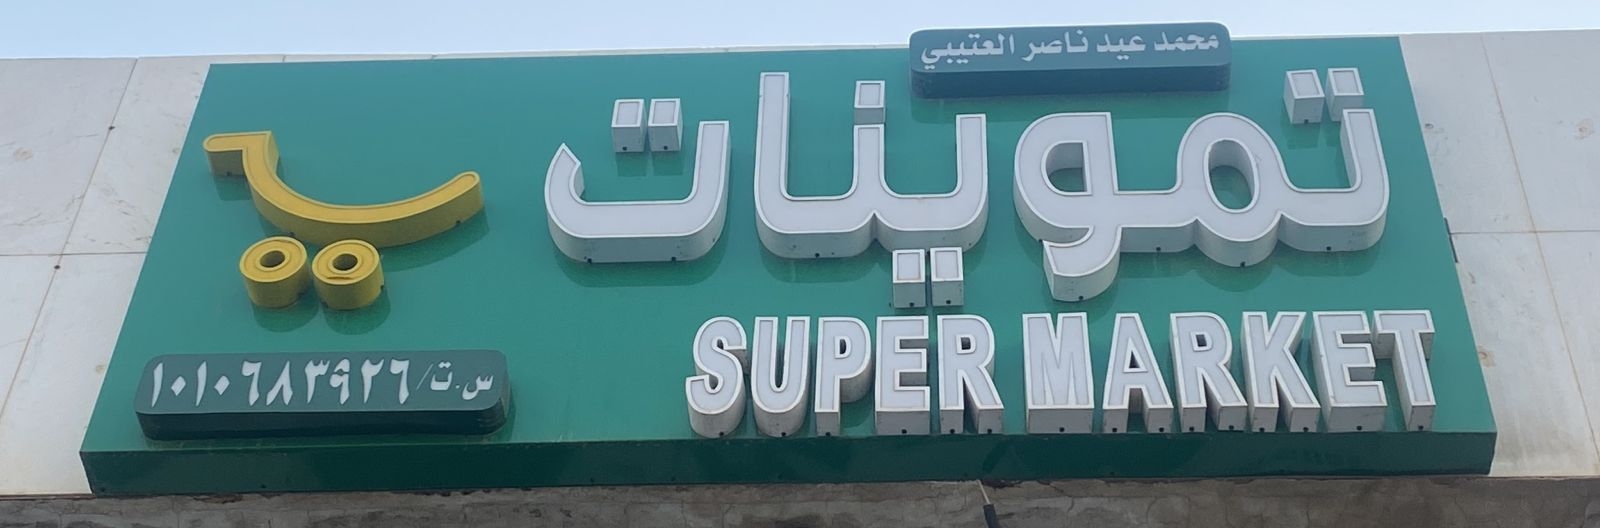 محمد عيد ناصر العتيبي
تموينات
SUPER MARKET
س.ت/١٠١٠٦٨٣٩٢٦